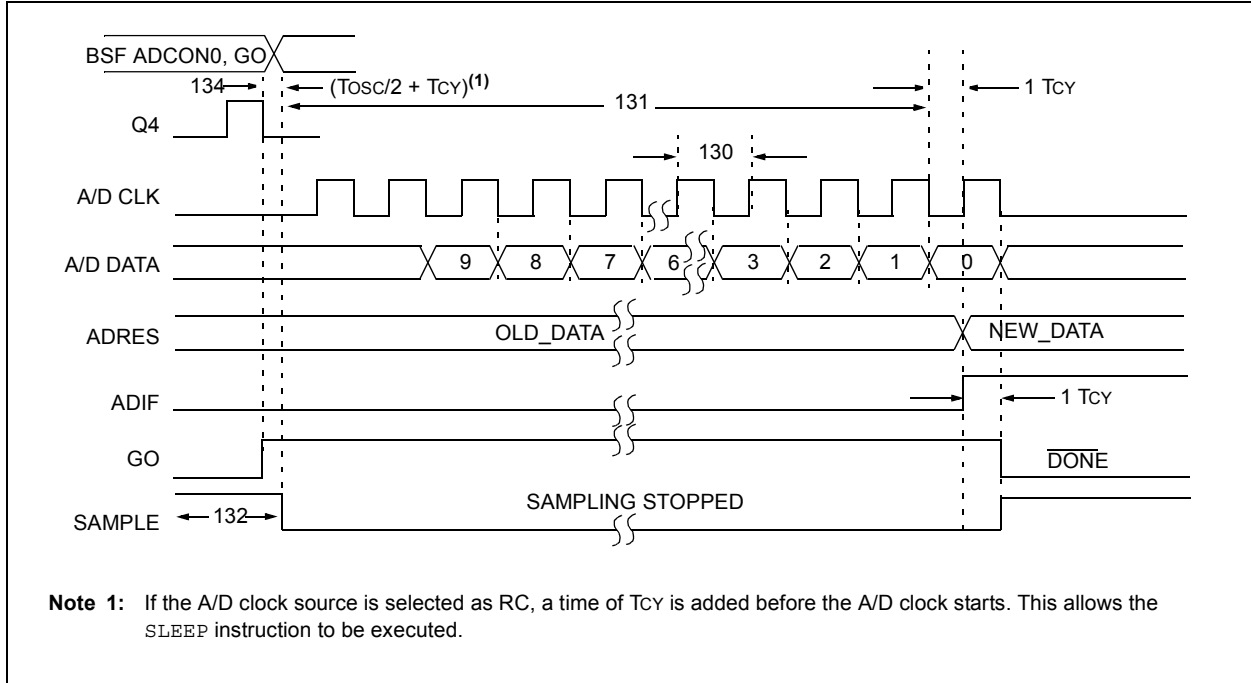 BSF ADCON0, GO
134 (TOSC/2 + TCY)(1) 1 TCY
131
Q4
130
A/D CLK
A/D DATA 9 8 7 6 3 2 1 0
ADRES OLD_DATA NEW_DATA
ADIF 1 TCY
GO DONE
SAMPLING STOPPED
SAMPLE 132
Note 1: If the A/D clock source is selected as RC, a time of TCY is added before the A/D clock starts. This allows the
SLEEP instruction to be executed.